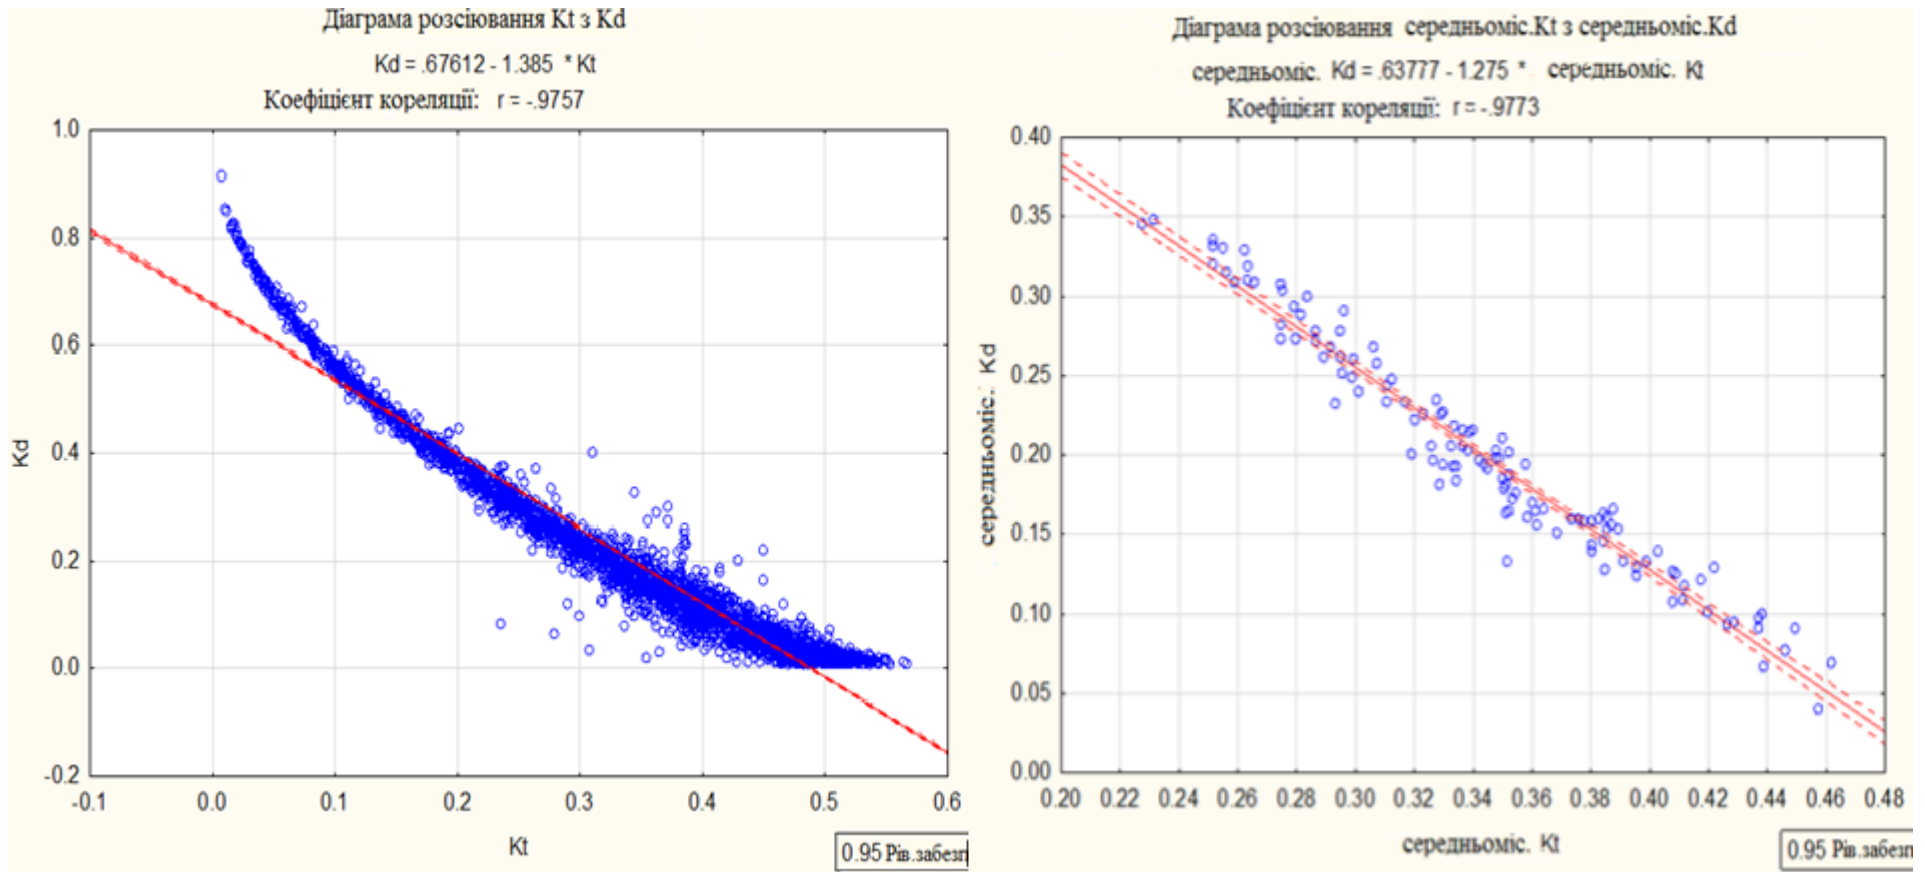 Діаграма розсіювання Kt з Kd
Kd = .67612 - 1.385 * Kt
Коефіцієнт кореляції: r = -.9757
1.0
0.8
0.6
0.4
0.2
0.0
-0.2
Kd
-0.1 0.0 0.1 0.2 0.3 0.4 0.5 0.6
Kt
0.95 Рів.забезп
Діаграма розсіювання середньоміс.Kt з середньоміс.Kd
середньоміс. Kd = .63777 - 1.275 * середньоміс. Kt
Коефіцієнт кореляції: r = -.9773
0.40
0.35
0.30
0.25
0.20
0.15
0.10
0.05
0.00
середньоміс.. Kd
0.20 0.22 0.24 0.26 0.28 0.30 0.32 0.34 0.36 0.38 0.40 0.42 0.44 0.46 0.48
середньоміс. Kt
0.95 Рів.забезп